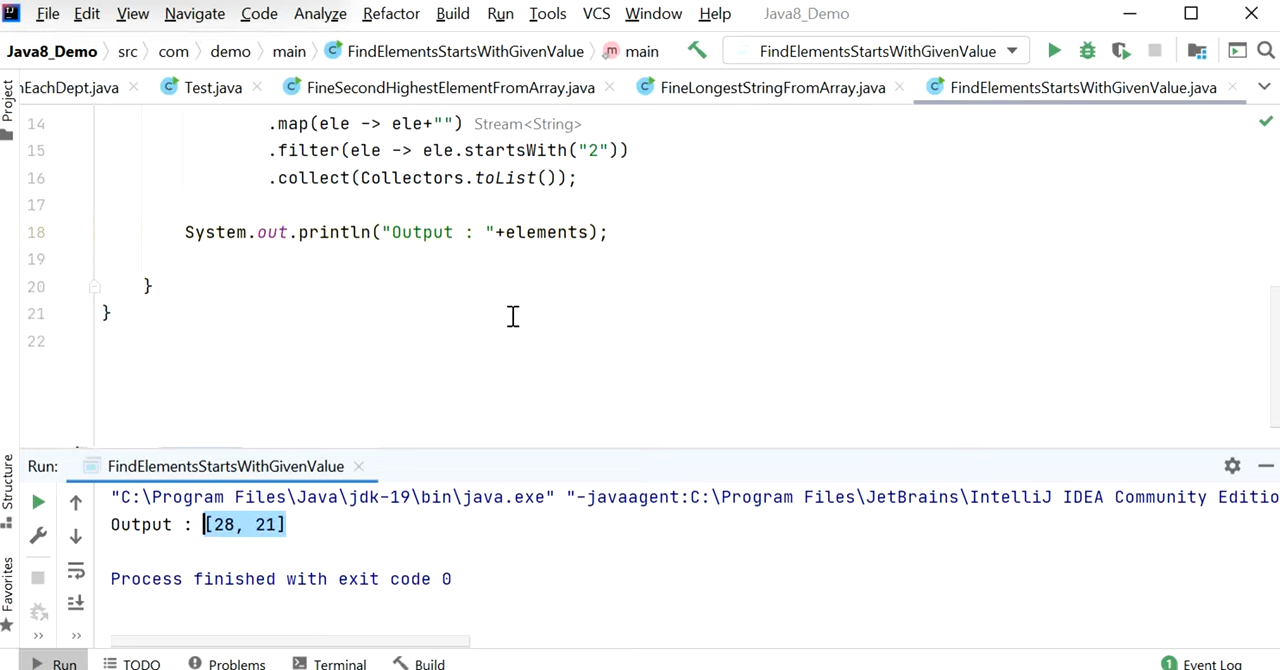 File Edit View Navigate Code Analyze Refactor Build Run Tools VCS Window Help Java8_Demo
Java8_Demo src com demo main FindElementsStartsWithGivenValue main FindElementsStartsWithGivenValue
nEachDept.java Test.java FineSecondHighestElementFromArray.java FineLongestStringFromArray.java FindElementsStartsWithGivenValue.java
Project
14 .map(ele -> ele+"") Stream<String>
15 .filter(ele -> ele.startsWith("2"))
16 .collect(Collectors.toList());
17
18 System.out.println("Output : "+elements);
19
20 }
21 }
22
Structure
Favorites
Run: FindElementsStartsWithGivenValue
"C:\Program Files\Java\jdk-19\bin\java.exe" "-javaagent:C:\Program Files\JetBrains\IntelliJ IDEA Community Editio
Output : [28, 21]
Process finished with exit code 0
Run TODO Problems Terminal Build 1 Event Log